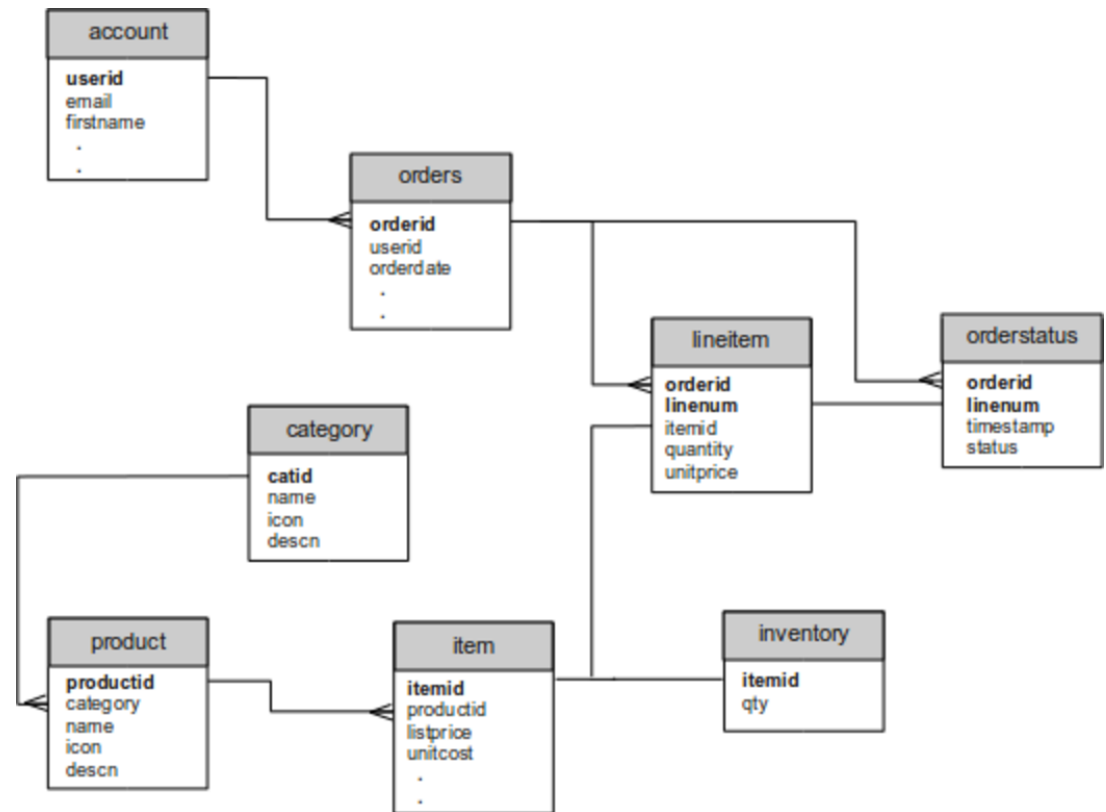 account
userid
email
firstname
.
.
orders
orderid
userid
orderdate
.
.
lineitem
orderid
linenum
itemid
quantity
unitprice
orderstatus
orderid
linenum
timestamp
status
category
catid
name
icon
descn
product
productid
category
name
icon
descn
item
itemid
productid
listprice
unitcost
.
.
inventory
itemid
qty